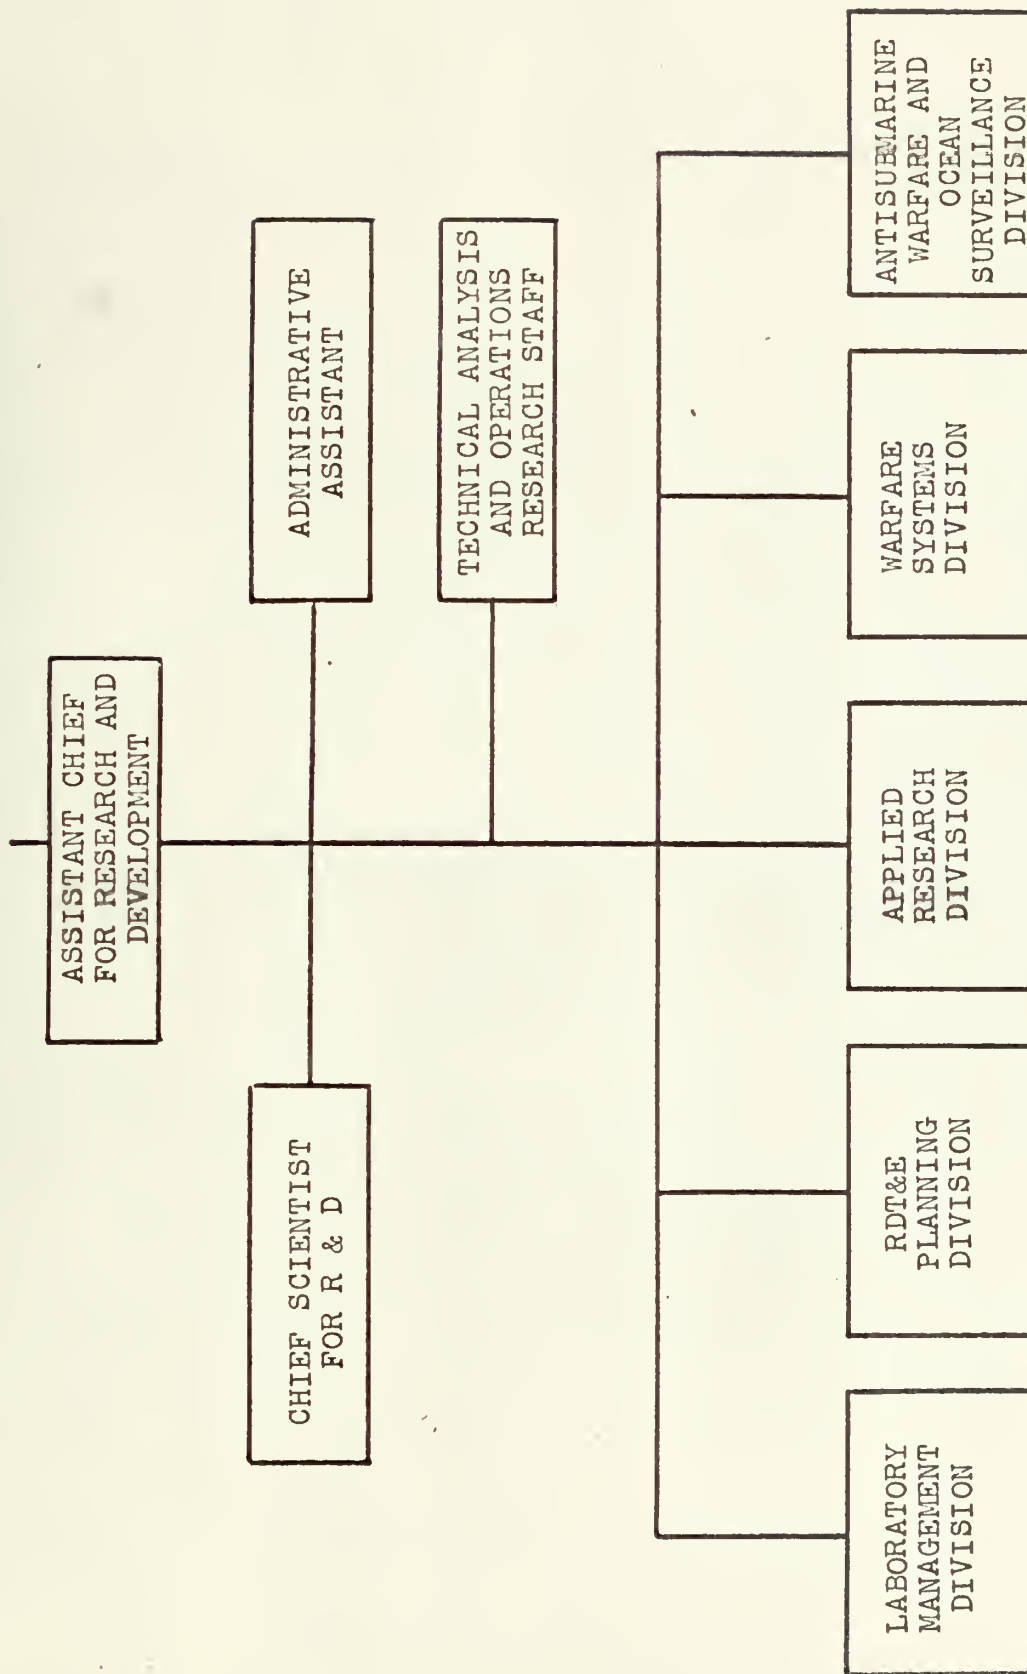 ASSISTANT CHIEF
FOR RESEARCH AND
DEVELOPMENT
CHIEF SCIENTIST
FOR R & D
ADMINISTRATIVE
ASSISTANT
TECHNICAL ANALYSIS
AND OPERATIONS
RESEARCH STAFF
LABORATORY
MANAGEMENT
DIVISION
RDT&E
PLANNING
DIVISION
APPLIED
RESEARCH
DIVISION
WARFARE
SYSTEMS
DIVISION
ANTISUBMARINE
WARFARE AND
OCEAN
SURVEILLANCE
DIVISION